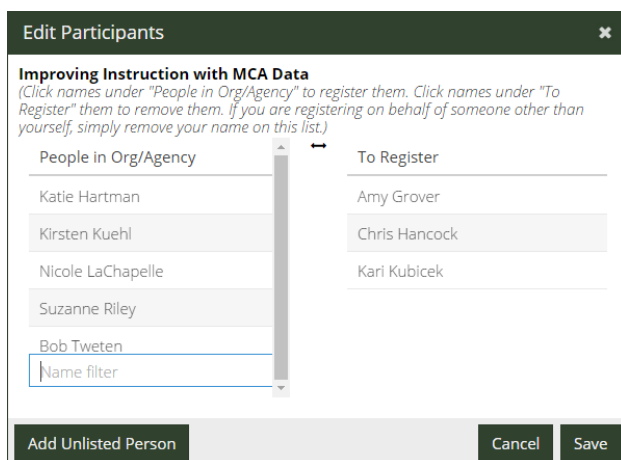 Edit Participants ✖
Improving Instruction with MCA Data
(Click names under "People in Org/Agency" to register them. Click names under "To
Register" them to remove them. If you are registering on behalf of someone other than
yourself, simply remove your name on this list.)
People in Org/Agency
Katie Hartman
Kirsten Kuehl
Nicole LaChapelle
Suzanne Riley
Bob Tweten
Name filter
To Register
Amy Grover
Chris Hancock
Kari Kubicek
Add Unlisted Person
Cancel
Save